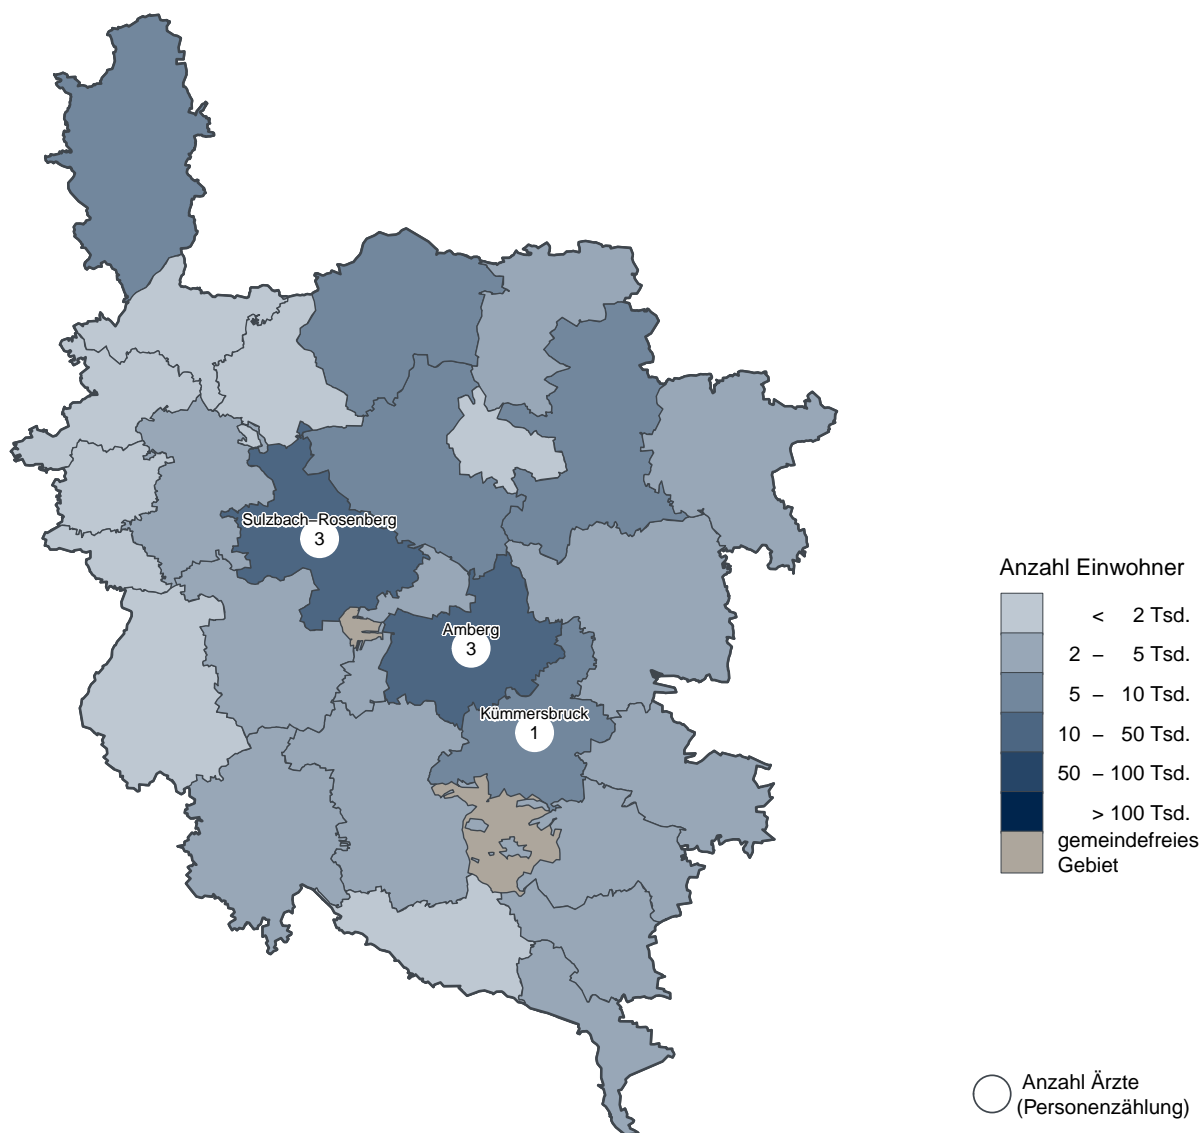 Sulzbach−Rosenberg
3
Amberg
3
Kümmersbruck
1
Anzahl Einwohner
< 2 Tsd.
2 − 5 Tsd.
5 − 10 Tsd.
10 − 50 Tsd.
50 − 100 Tsd.
> 100 Tsd.
gemeindefreies
Gebiet
Anzahl Ärzte
(Personenzählung)